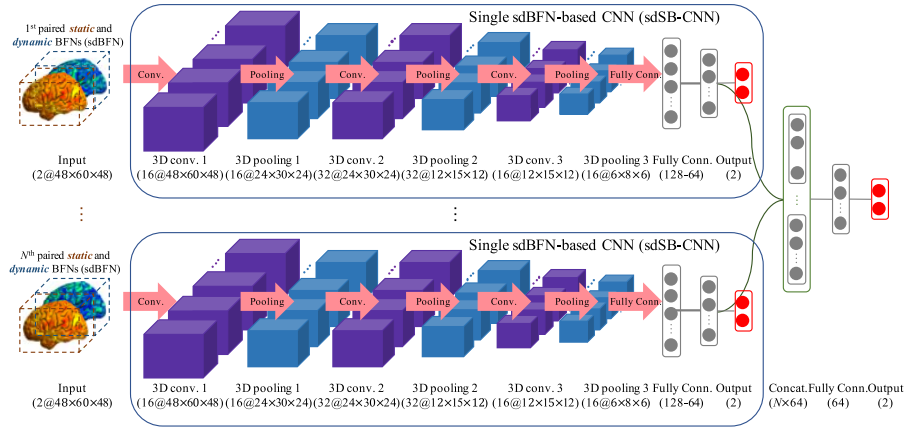 Single sdBFN-based CNN (sdSB-CNN)
1st paired static and
dynamic BFNs (sdBFN)
Conv.
Pooling
Conv.
Pooling
Conv.
Pooling
Fully Conn.
Input
(2@48×60×48)
3D conv. 1
(16@48×60×48)
3D pooling 1
(16@24×30×24)
3D conv. 2
(32@24×30×24)
3D pooling 2
(32@12×15×12)
3D conv. 3
(16@12×15×12)
3D pooling 3
(16@6×8×6)
Fully Conn.
(128-64)
Output
(2)
Single sdBFN-based CNN (sdSB-CNN)
Nth paired static and
dynamic BFNs (sdBFN)
Conv.
Pooling
Conv.
Pooling
Conv.
Pooling
Fully Conn.
Input
(2@48×60×48)
3D conv. 1
(16@48×60×48)
3D pooling 1
(16@24×30×24)
3D conv. 2
(32@24×30×24)
3D pooling 2
(32@12×15×12)
3D conv. 3
(16@12×15×12)
3D pooling 3
(16@6×8×6)
Fully Conn.
(128-64)
Output
(2)
Concat.
(N×64)
Fully Conn.
(64)
Output
(2)